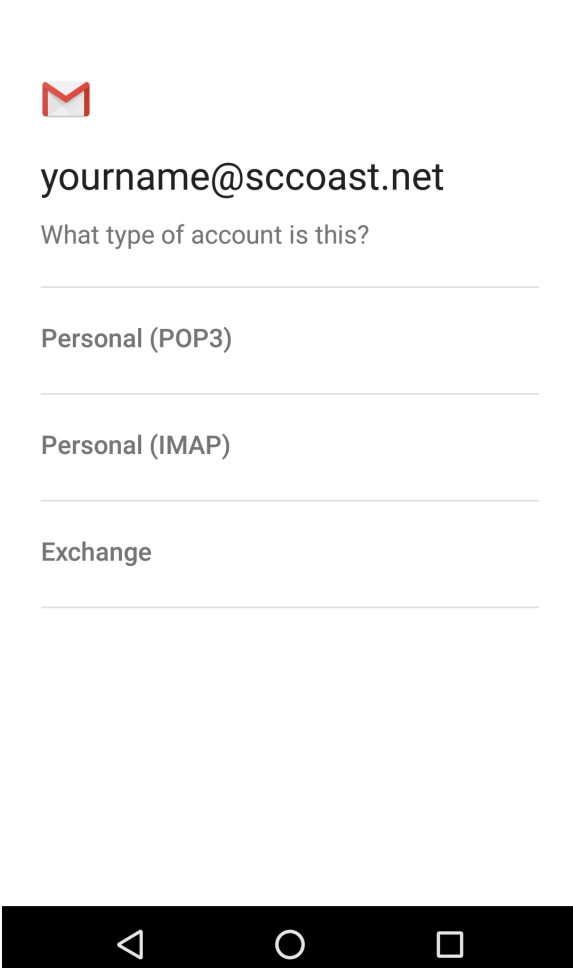 yourname@sccoast.net
What type of account is this?
Personal (POP3)
Personal (IMAP)
Exchange